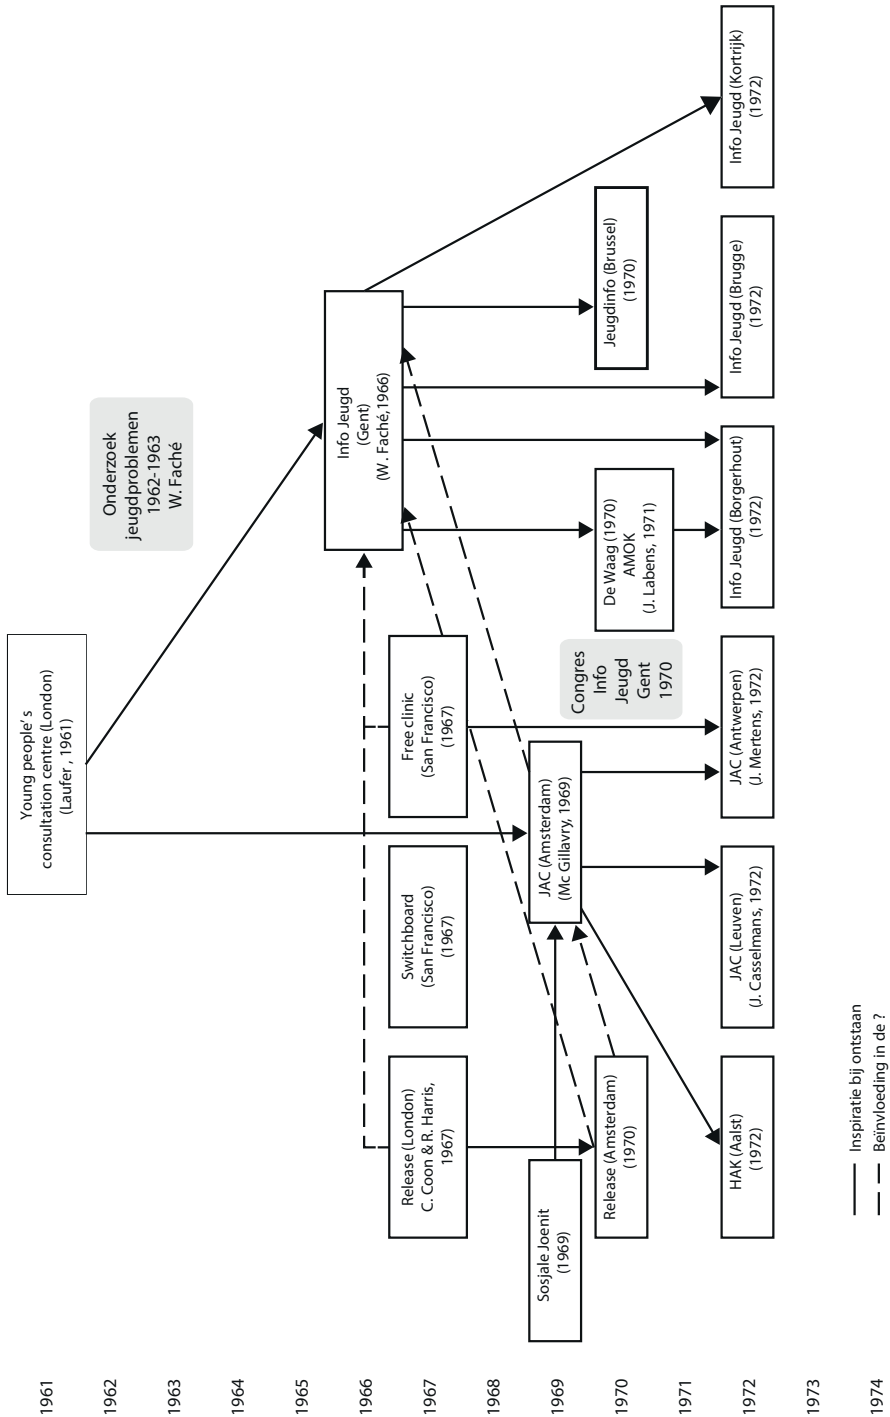 Young people's
consultation centre (London)
(Laufer , 1961)
Onderzoek
jeugdproblemen
1962-1963
W. Faché
Info Jeugd
(Gent)
(W . Faché,1966)
Release (London)
C. Coon & R. Harris,
1967)
Switchboard
(San Francisco)
(1967)
Free clinic
(San Francisco)
(1967)
Sosjale Joenit
(1969)
JAC (Amsterdam)
(Mc Gillavry, 1969)
Congres
Info
Jeugd
Gent
1970
Release (Amsterdam)
(1970)
De Waag (1970)
AMOK
(J. Labens, 1971)
Jeugdinfo (Brussel)
(1970)
HAK (Aalst)
(1972)
JAC (Leuven)
(J. Casselmans, 1972)
JAC (Antwerpen)
(J. Mertens, 1972)
Info Jeugd (Borgerhout)
(1972)
Info Jeugd (Brugge)
(1972)
Info Jeugd (Kortrijk)
(1972)
1961
1962
1963
1964
1965
1966
1967
1968
1969
1970
1971
1972
1973
1974
Inspiratie bij ontstaan
Beïnvloeding in de ?